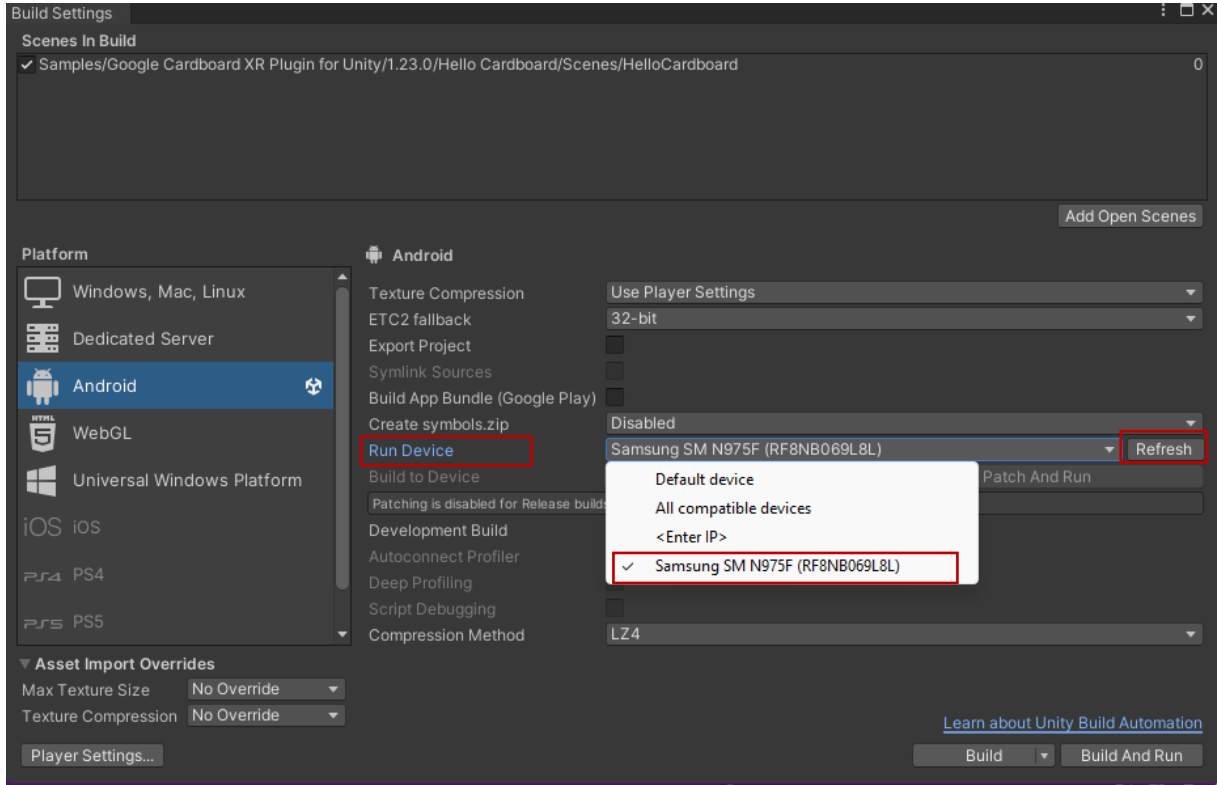 Build Settings
Scenes In Build
Samples/Google Cardboard XR Plugin for Unity/1.23.0/Hello Cardboard/Scenes/HelloCardboard 0
Add Open Scenes
Platform
Windows, Mac, Linux
Dedicated Server
Android
HTML 5 WebGL
Universal Windows Platform
iOS iOS
PS4 PS4
PS5 PS5
Android
Texture Compression Use Player Settings
ETC2 fallback 32-bit
Export Project
Symlink Sources
Build App Bundle (Google Play)
Create symbols.zip Disabled
Run Device Samsung SM N975F (RF8NB069L8L) Refresh
Build to Device Patch And Run
Patching is disabled for Release builds
Default device
All compatible devices
<Enter IP>
Samsung SM N975F (RF8NB069L8L)
Development Build
Autoconnect Profiler
Deep Profiling
Script Debugging
Compression Method LZ4
Asset Import Overrides
Max Texture Size No Override
Texture Compression No Override
Player Settings...
Learn about Unity Build Automation
Build Build And Run